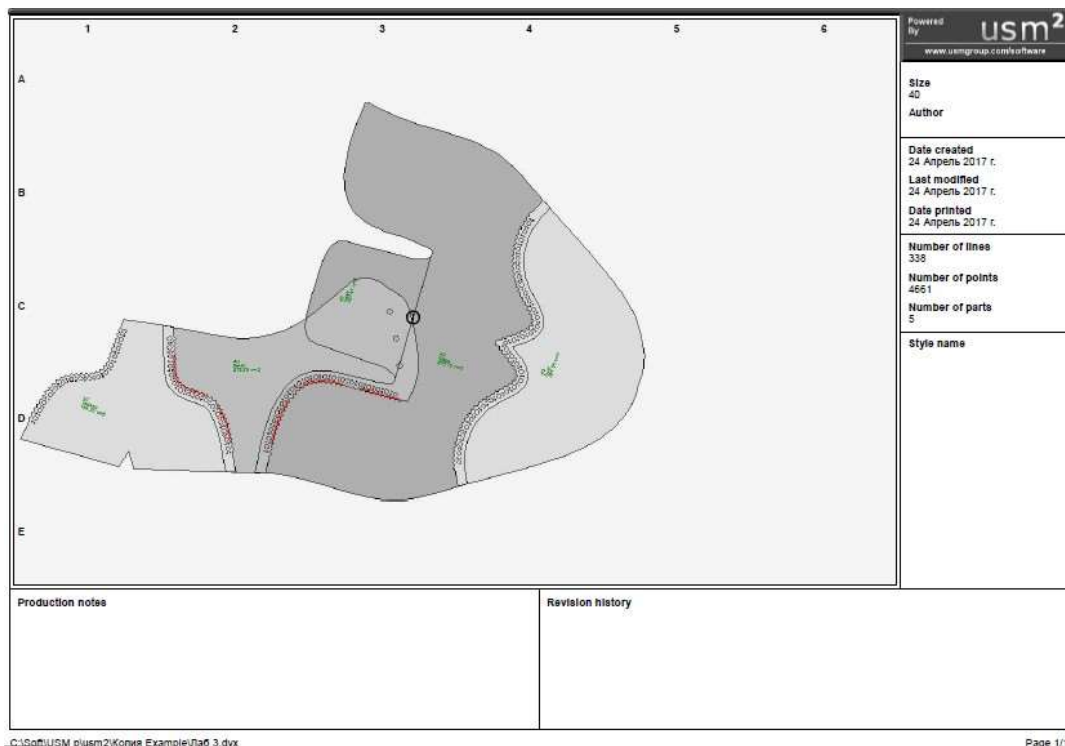 1 2 3 4 5 6
A
B
C
D
E
Powered
By
usm²
www.usmgroup.com/software
Size
40
Author
Date created
24 Апрель 2017 г.
Last modified
24 Апрель 2017 г.
Date printed
24 Апрель 2017 г.
Number of lines
338
Number of points
4661
Number of parts
5
Style name
Production notes
Revision history
C:\Soft\USM p\usm2\Копия Example\Лаб 3.dvx
Page 1/